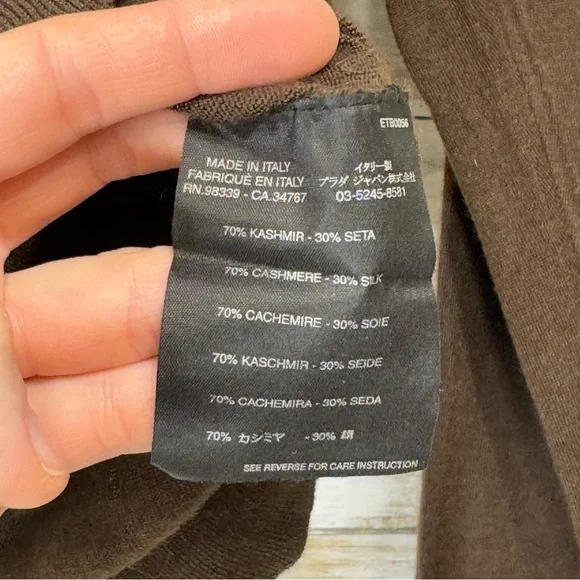 ETB0056
MADE IN ITALY
FABRIQUÉ EN ITALY
RN.98339 - CA.34767
イタリー製
プラダ ジャパン株式会社
03-5245-8581
70% KASHMIR - 30% SETA
70% CASHMERE - 30% SILK
70% CACHEMIRE - 30% SOIE
70% KASCHMIR - 30% SEIDE
70% CACHEMIRA - 30% SEDA
70% カシミヤ - 30% 絹
SEE REVERSE FOR CARE INSTRUCTION